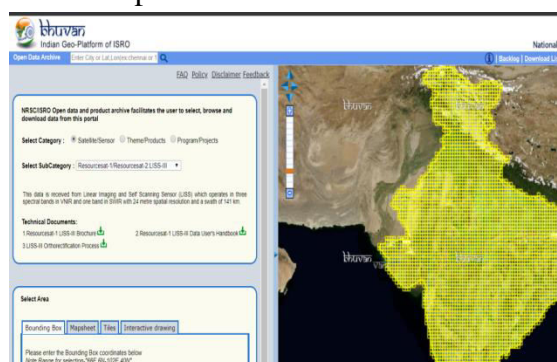 bhuvan
Indian Geo-Platform of ISRO
National
Open Data Archive Enter City or Lat,Lon(ex:chennai or 1
Backlog | Download Lis
FAQ Policy Disclaimer Feedback
NRSC/ISRO Open data and product archive facilitates the user to select, browse and
download data from this portal
Select Category : Satellite/Sensor Theme/Products Program/Projects
Select SubCategory : Resourcesat-1/Resourcesat-2:LISS-III
This data is received from Linear Imaging and Self Scanning Sensor (LISS) which operates in three
spectral bands in VNIR and one band in SWIR with 24 metre spatial resolution and a swath of 141 km.
Technical Documents:
1.Resourcesat-1 LISS-III Brochure 2.Resourcesat-1 LISS-III Data User's Handbook
3.LISS-III Orthorectification Process
Select Area
Bounding Box Mapsheet Tiles Interactive drawing
Please enter the Bounding Box coordinates below
bhuvan
bhuvan
bhuvan
bhuvan